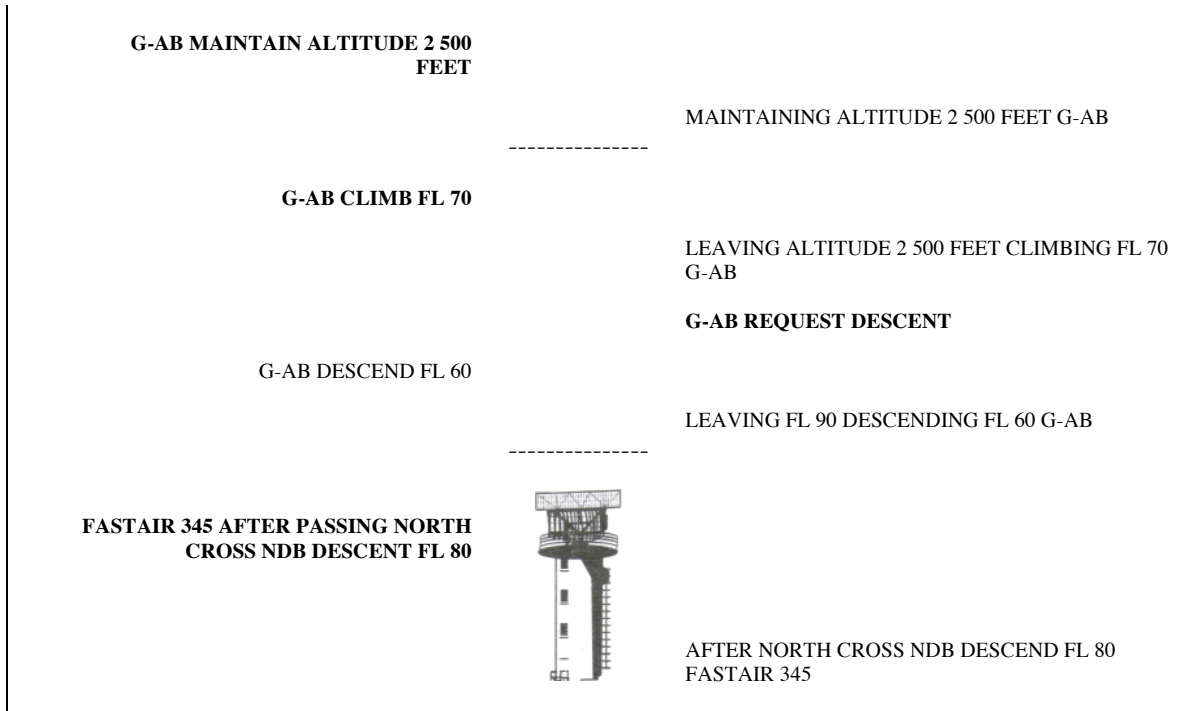 G-AB MAINTAIN ALTITUDE 2 500
FEET
MAINTAINING ALTITUDE 2 500 FEET G-AB
---------------
G-AB CLIMB FL 70
LEAVING ALTITUDE 2 500 FEET CLIMBING FL 70
G-AB
G-AB REQUEST DESCENT
G-AB DESCEND FL 60
LEAVING FL 90 DESCENDING FL 60 G-AB
---------------
FASTAIR 345 AFTER PASSING NORTH
CROSS NDB DESCENT FL 80
AFTER NORTH CROSS NDB DESCEND FL 80
FASTAIR 345